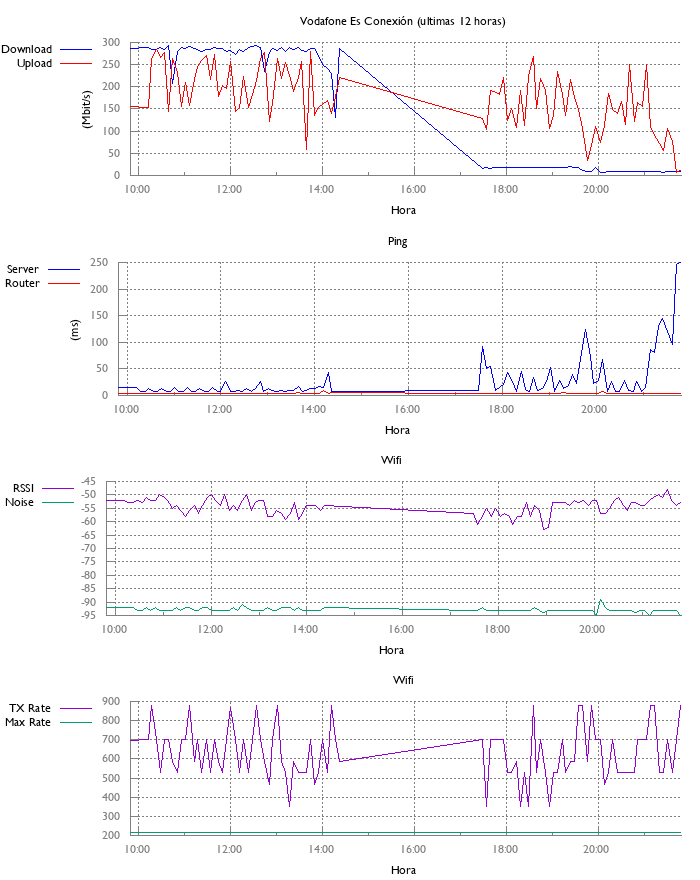 Vodafone Es Conexión (ultimas 12 horas)
Download
Upload
(Mbit/s)
300
250
200
150
100
50
0
10:00 12:00 14:00 16:00 18:00 20:00
Hora
Ping
Server
Router
(ms)
250
200
150
100
50
0
10:00 12:00 14:00 16:00 18:00 20:00
Hora
Wifi
RSSI
Noise
-45
-50
-55
-60
-65
-70
-75
-80
-85
-90
-95
10:00 12:00 14:00 16:00 18:00 20:00
Hora
Wifi
TX Rate
Max Rate
900
800
700
600
500
400
300
200
10:00 12:00 14:00 16:00 18:00 20:00
Hora